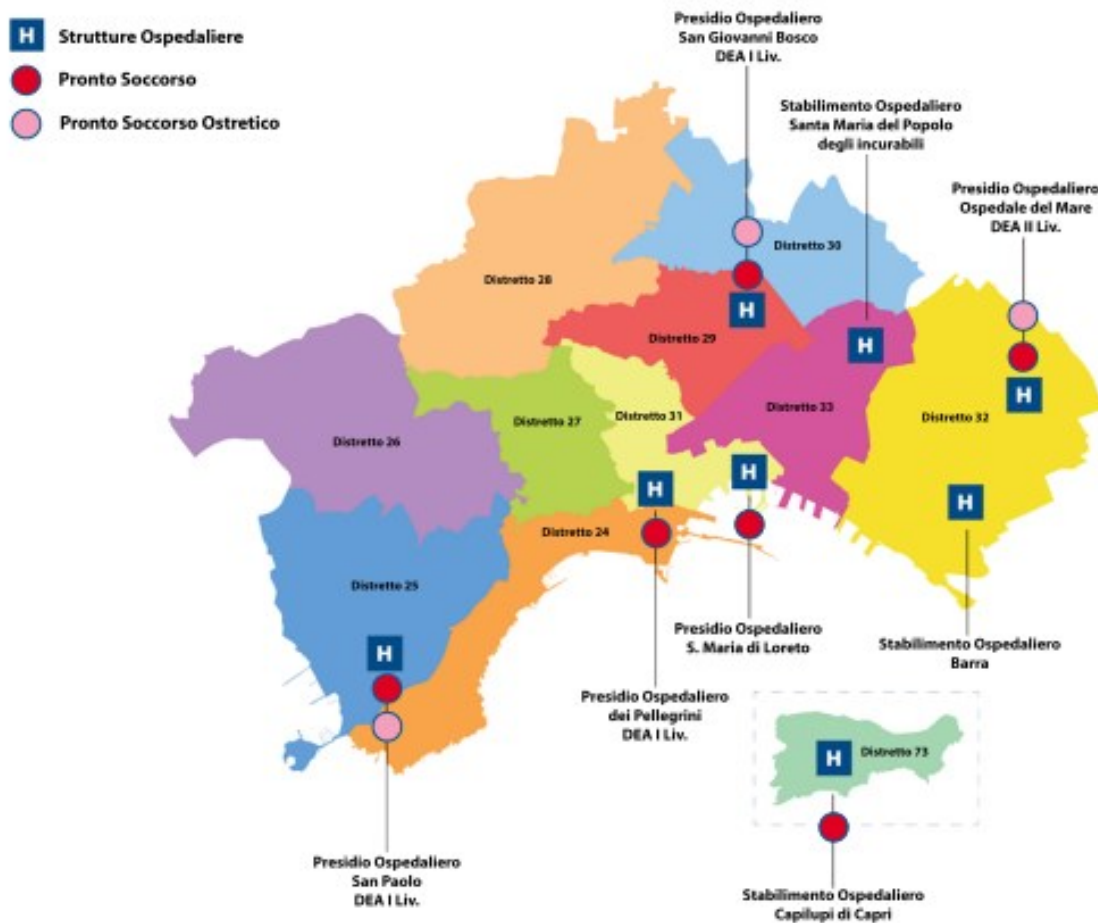 H Strutture Ospedaliere
Pronto Soccorso
Pronto Soccorso Ostretico
Presidio Ospedaliero
San Giovanni Bosco
DEA I Liv.
Stabilimento Ospedaliero
Santa Maria del Popolo
degli incurabili
Presidio Ospedaliero
Ospedale del Mare
DEA II Liv.
Distretto 30
Distretto 28
H
Distretto 29
H
H
Distretto 33
Distretto 32
Distretto 31
Distretto 27
Distretto 26
H
H
H
Distretto 24
Distretto 25
H
Presidio Ospedaliero
S. Maria di Loreto
Stabilimento Ospedaliero
Barra
Presidio Ospedaliero
dei Pellegrini
DEA I Liv.
H
Distretto 73
Presidio Ospedaliero
San Paolo
DEA I Liv.
Stabilimento Ospedaliero
Capilupi di Capri